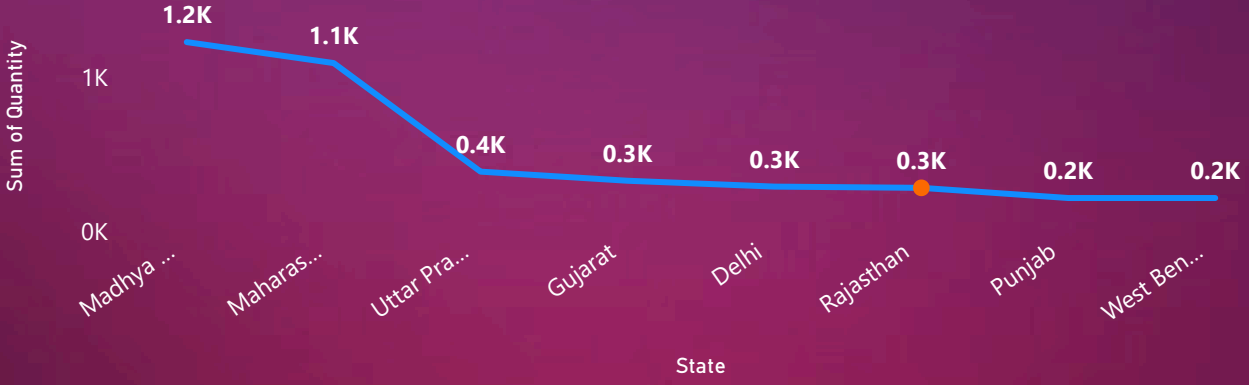 Sum of Quantity
1K
0K
1.2K
1.1K
0.4K
0.3K
0.3K
0.3K
0.2K
0.2K
Madhya ...
Maharas...
Uttar Pra...
Gujarat
Delhi
Rajasthan
Punjab
West Ben...
State